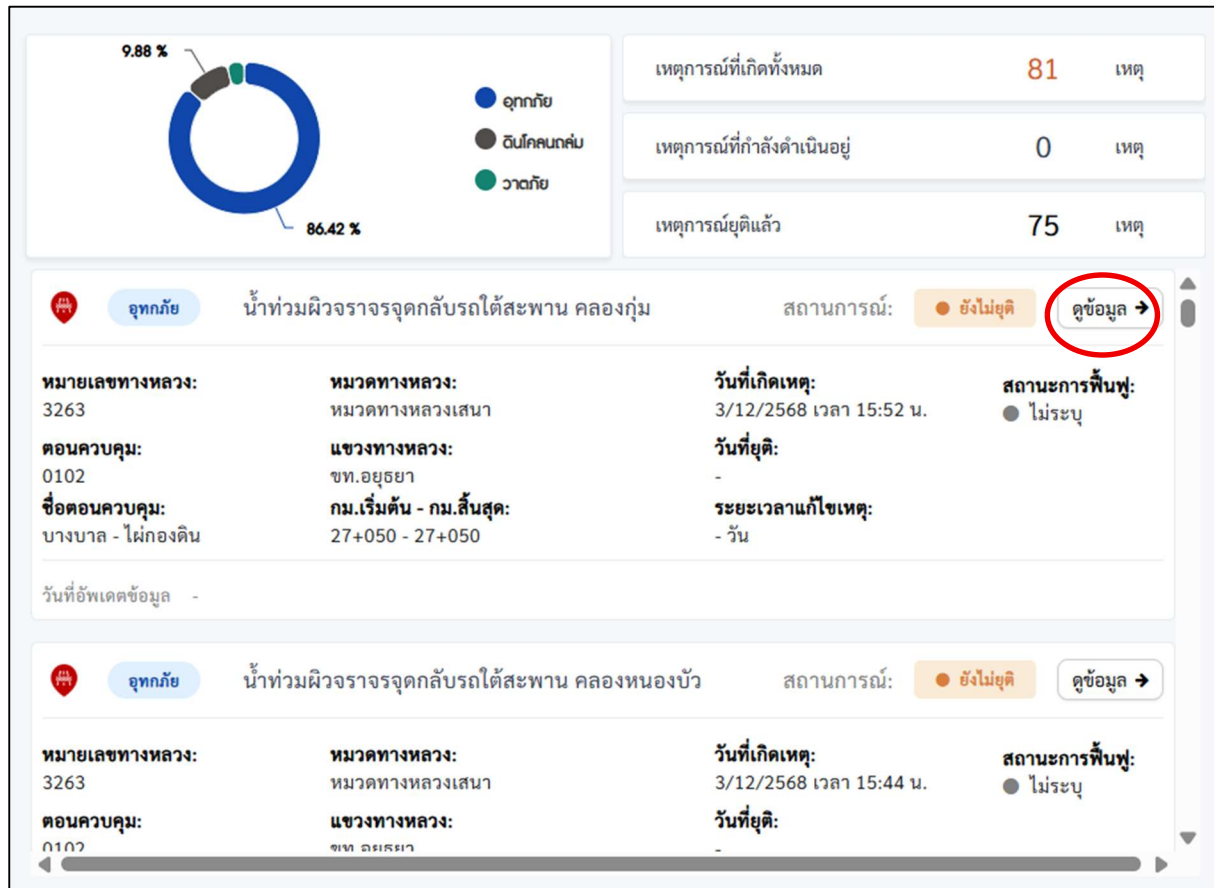 9.88 %
86.42 %
อุทกภัย
ดินโคลนถล่ม
วาตภัย
เหตุการณ์ที่เกิดทั้งหมด 81 เหตุ
เหตุการณ์ที่กำลังดำเนินอยู่ 0 เหตุ
เหตุการณ์ยุติแล้ว 75 เหตุ
อุทกภัย น้ำท่วมผิวจราจรจุดกลับรถใต้สะพาน คลองกุ่ม สถานการณ์: ยังไม่ยุติ ดูข้อมูล →
หมายเลขทางหลวง: หมวดทางหลวง: วันที่เกิดเหตุ: สถานะการฟื้นฟู:
3263 หมวดทางหลวงเสนา 3/12/2568 เวลา 15:52 น. ไม่ระบุ
ตอนควบคุม: แขวงทางหลวง: วันที่ยุติ:
0102 ขท.อยุธยา -
ชื่อตอนควบคุม: กม.เริ่มต้น - กม.สิ้นสุด: ระยะเวลาแก้ไขเหตุ:
บางบาล - ไผ่กองดิน 27+050 - 27+050 - วัน
วันที่อัพเดตข้อมูล -
อุทกภัย น้ำท่วมผิวจราจรจุดกลับรถใต้สะพาน คลองหนองบัว สถานการณ์: ยังไม่ยุติ ดูข้อมูล →
หมายเลขทางหลวง: หมวดทางหลวง: วันที่เกิดเหตุ: สถานะการฟื้นฟู:
3263 หมวดทางหลวงเสนา 3/12/2568 เวลา 15:44 น. ไม่ระบุ
ตอนควบคุม: แขวงทางหลวง: วันที่ยุติ:
0102 ขท.อยุธยา -